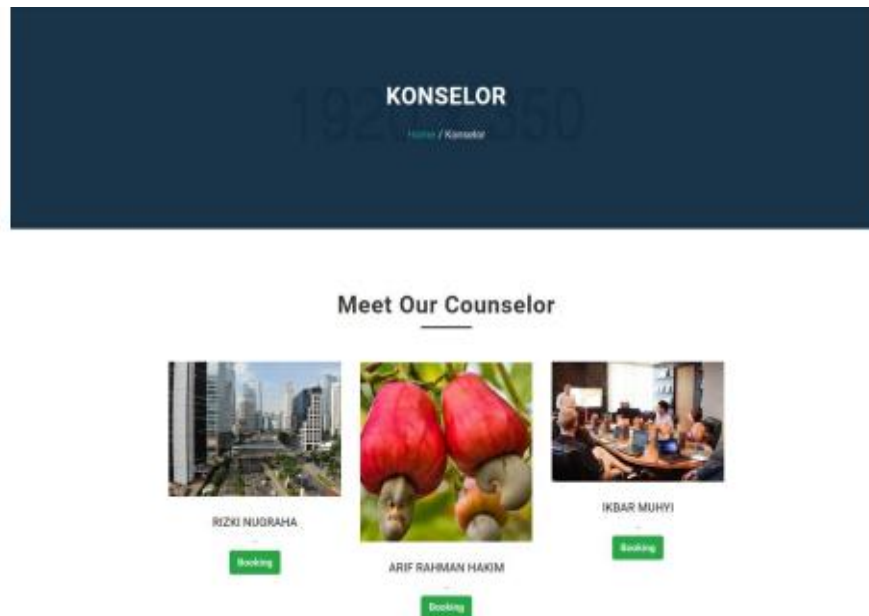 KONSELOR
Home / Konselor
Meet Our Counselor
RIZKI NUGRAHA
Booking
ARIF RAHMAN HAKIM
Booking
IKBAR MUHYI
Booking